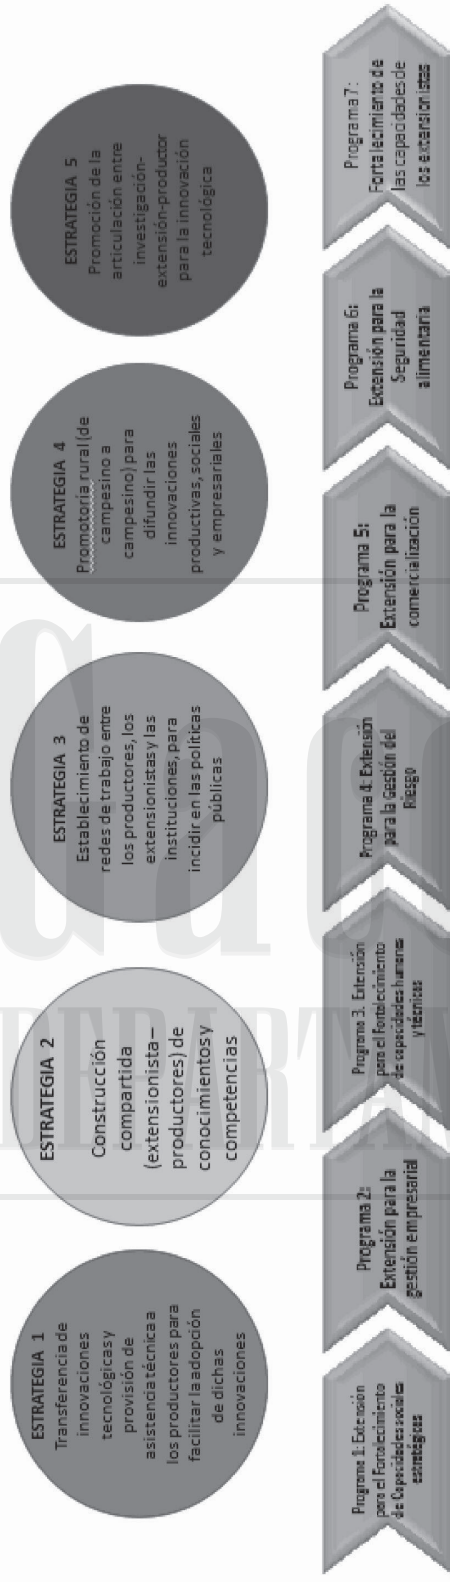 ESTRATEGIA 1
Transferencia de
innovaciones
tecnológicas y
provisión de
asistencia técnica a
los productores para
facilitar la adopción
de dichas
innovaciones
ESTRATEGIA 2
Construcción
compartida
(extensionista–
productores) de
conocimientos y
competencias
ESTRATEGIA 3
Establecimiento de
redes de trabajo entre
los productores, los
extensionistas y las
instituciones, para
incidir en las políticas
públicas
ESTRATEGIA 4
Promotoría rural (de
campesino a
campesino) para
difundir las
innovaciones
productivas, sociales
y empresariales
ESTRATEGIA 5
Promoción de la
articulación entre
investigación-
extensión-productor
para la innovación
tecnológica
Programa 1: Extensión
para el Fortalecimiento
de Capacidades sociales
estratégicas
Programa 2:
Extensión para la
gestión empresarial
Programa 3. Extensión
para el Fortalecimiento
de capacidades humanas
y técnicas
Programa 4: Extensión
para la Gestión del
Riesgo
Programa 5:
Extensión para la
comercialización
Programa 6:
Extensión para la
Seguridad
alimentaria
Programa 7:
Fortalecimiento de
las capacidades de
los extensionistas